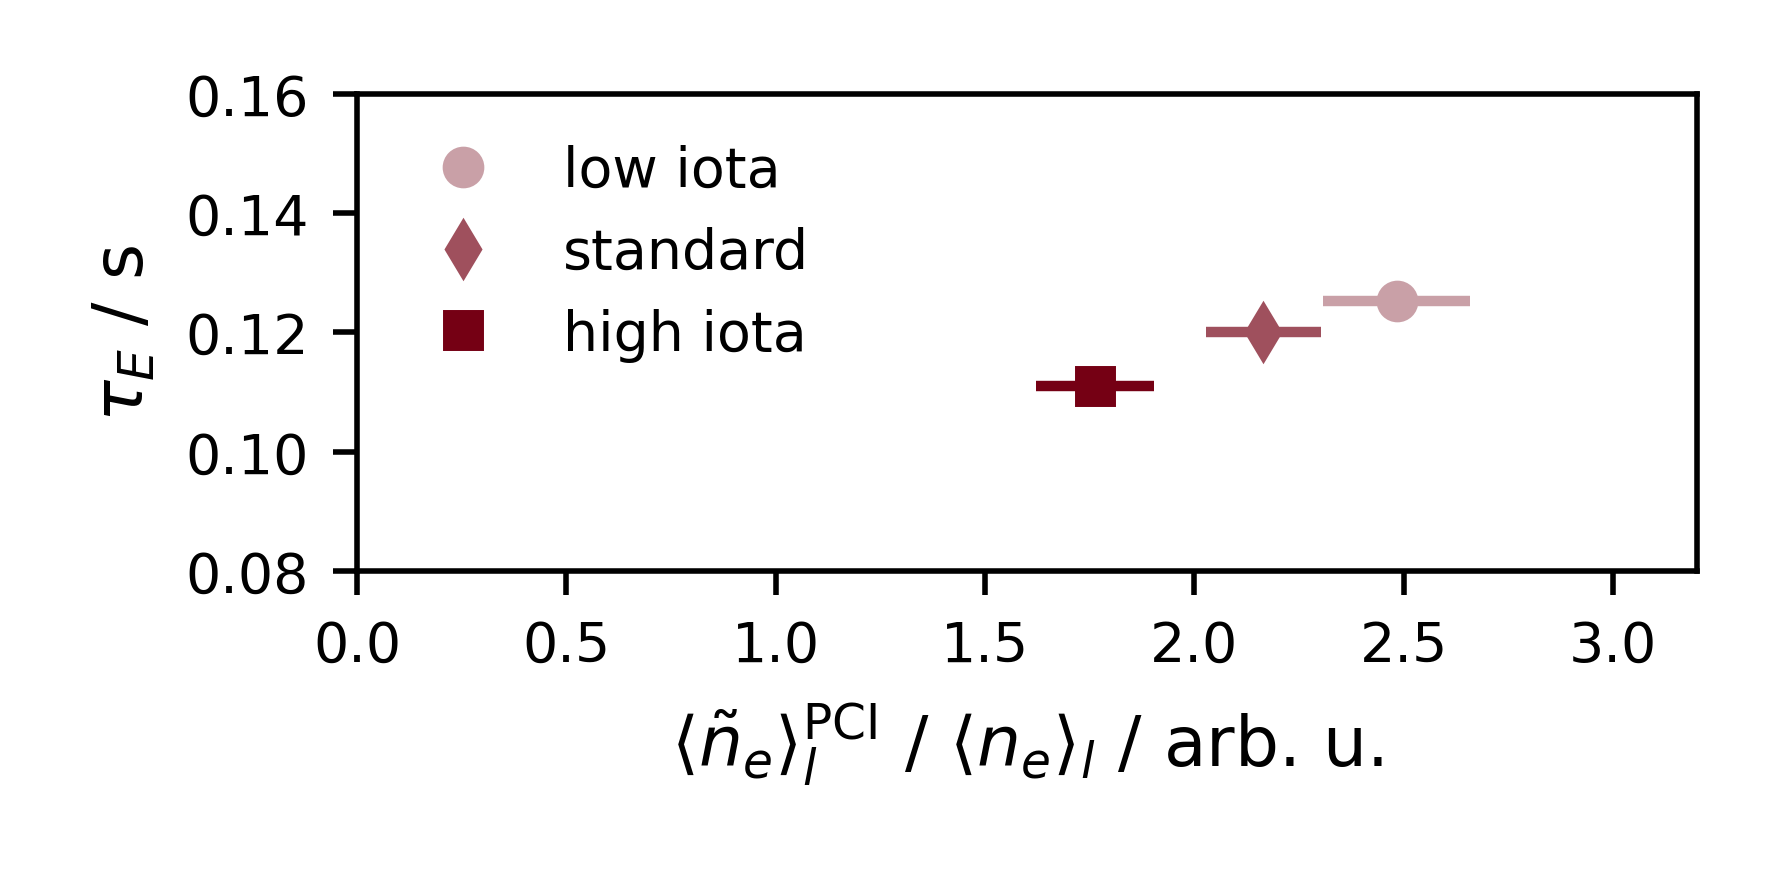 0.16
0.14
0.12
0.10
0.08
τ_E / s
low iota
standard
high iota
0.0 0.5 1.0 1.5 2.0 2.5 3.0
⟨ñ_e⟩_l^PCI / ⟨n_e⟩_l / arb. u.